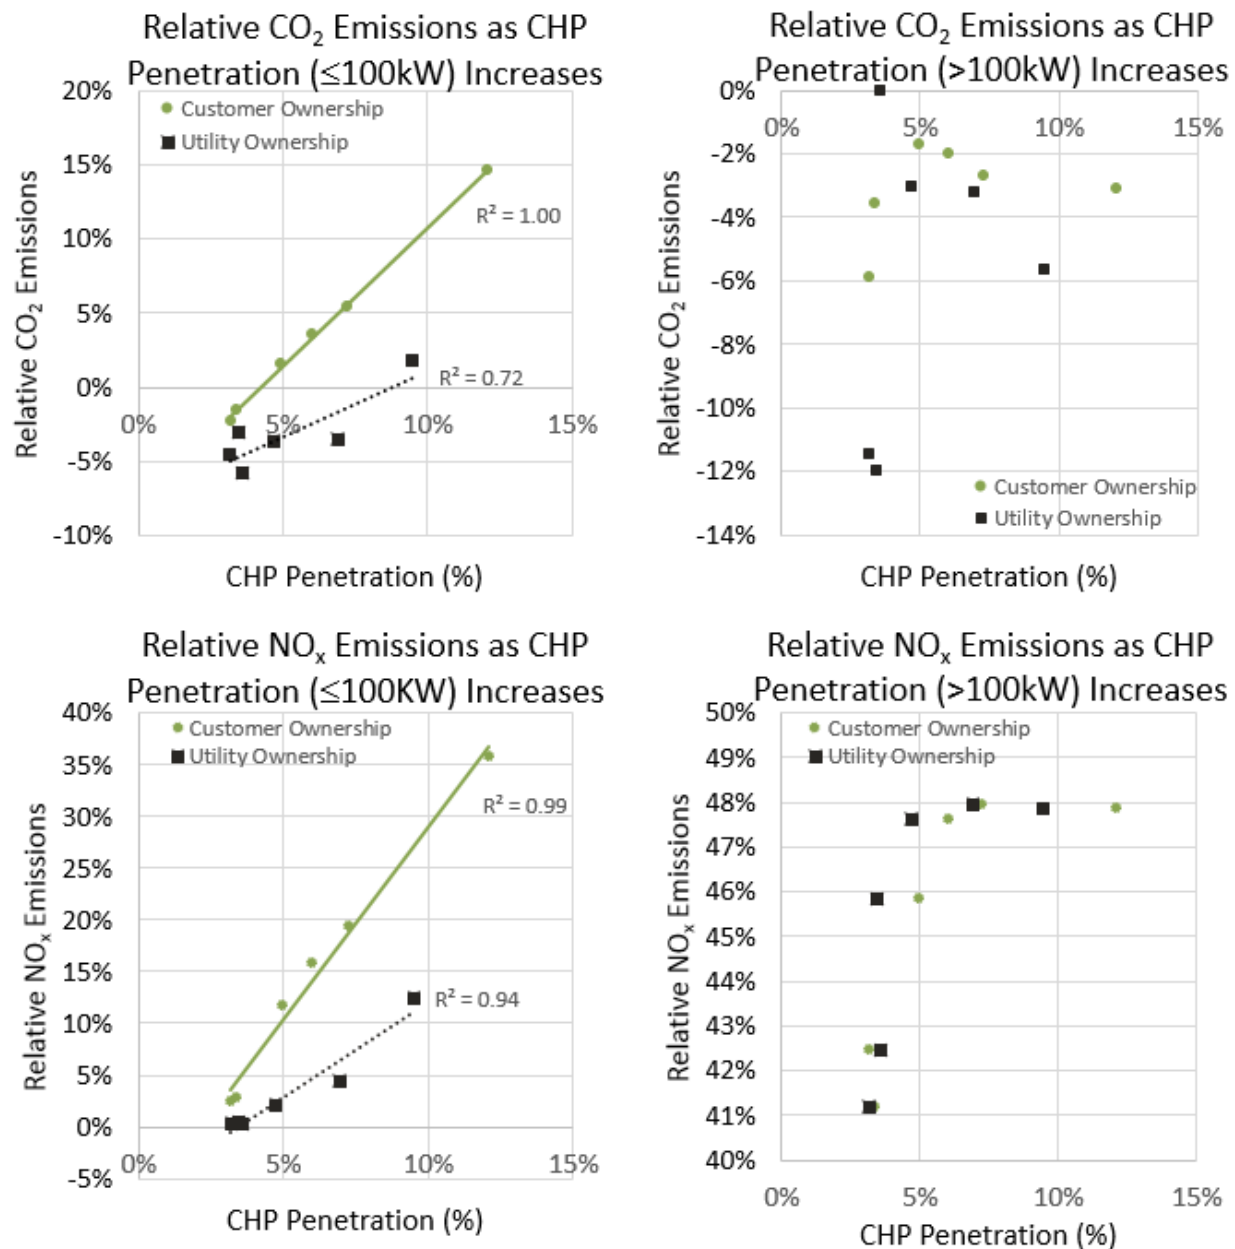 Relative CO₂ Emissions as CHP
Penetration (≤100kW) Increases
20%
15%
10%
5%
0%
-5%
-10%
Relative CO₂ Emissions
Customer Ownership
Utility Ownership
R² = 1.00
R² = 0.72
0%
5%
10%
15%
CHP Penetration (%)
Relative CO₂ Emissions as CHP
Penetration (>100kW) Increases
0%
-2%
-4%
-6%
-8%
-10%
-12%
-14%
Relative CO₂ Emissions
0%
5%
10%
15%
Customer Ownership
Utility Ownership
CHP Penetration (%)
Relative NOₓ Emissions as CHP
Penetration (≤100KW) Increases
40%
35%
30%
25%
20%
15%
10%
5%
0%
-5%
Relative NOₓ Emissions
Customer Ownership
Utility Ownership
R² = 0.99
R² = 0.94
0%
5%
10%
15%
CHP Penetration (%)
Relative NOₓ Emissions as CHP
Penetration (>100kW) Increases
50%
49%
48%
47%
46%
45%
44%
43%
42%
41%
40%
Relative NOₓ Emissions
Customer Ownership
Utility Ownership
0%
5%
10%
15%
CHP Penetration (%)